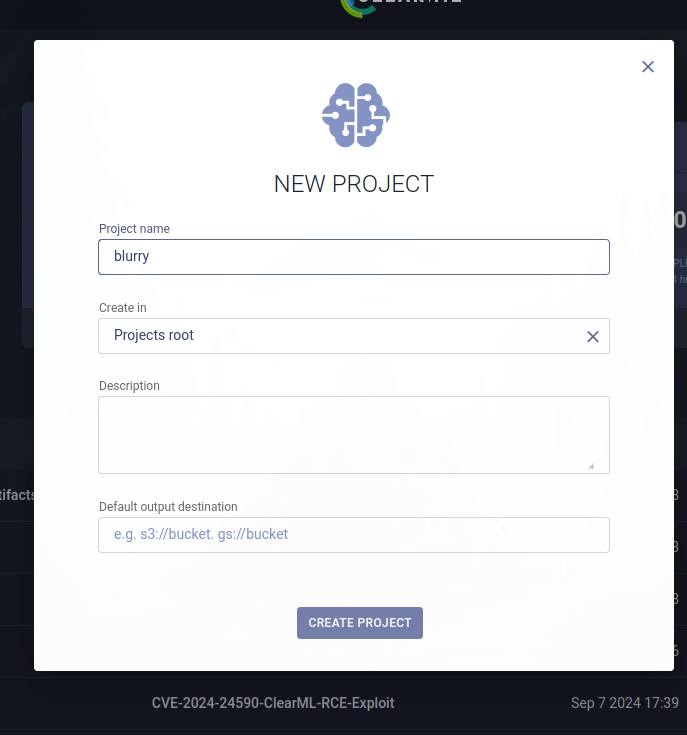 NEW PROJECT
Project name
blurry
Create in
Projects root
Description
Default output destination
e.g. s3://bucket. gs://bucket
CREATE PROJECT
CVE-2024-24590-ClearML-RCE-Exploit
Sep 7 2024 17:39